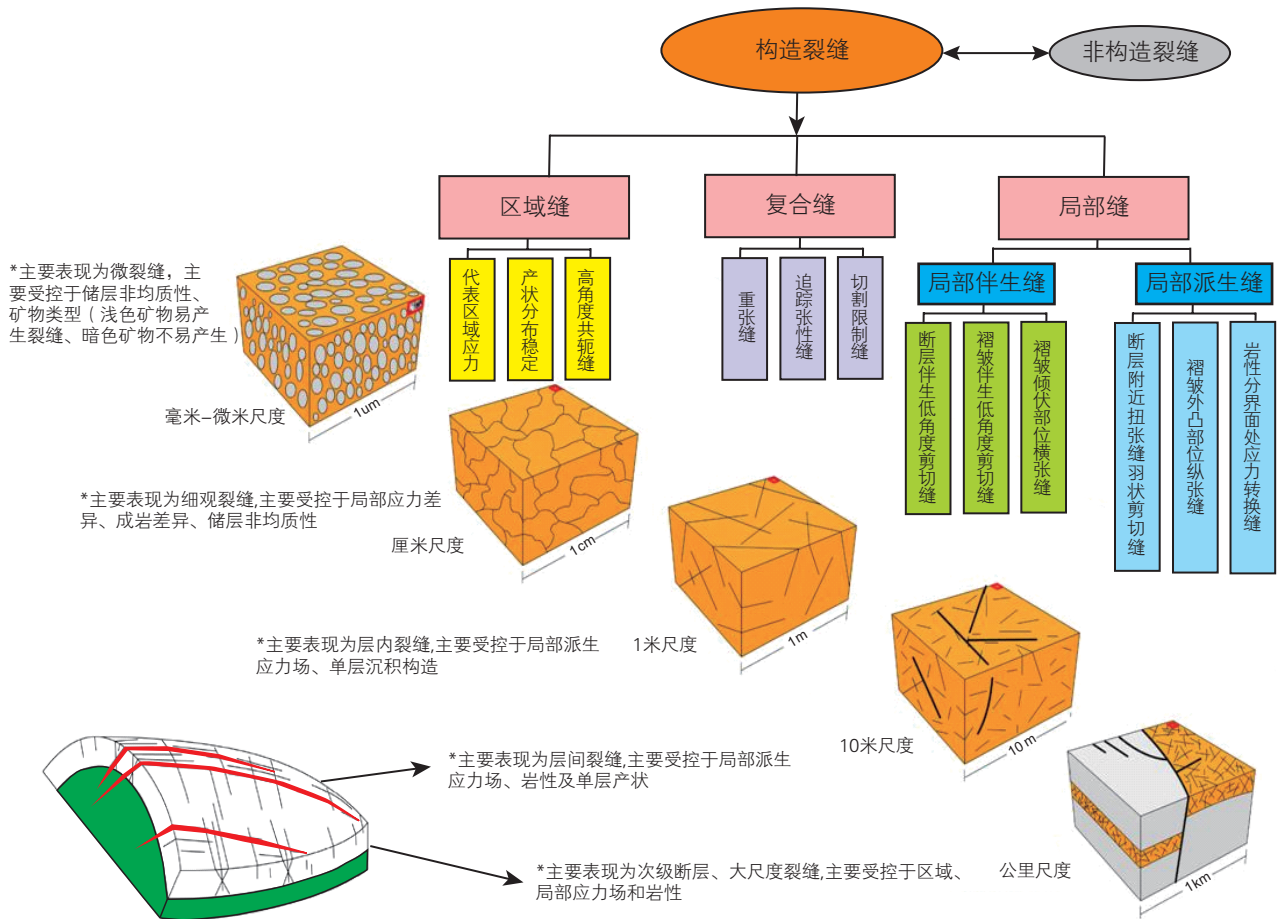 构造裂缝
非构造裂缝
区域缝
复合缝
局部缝
代表区域应力
产状分布稳定
高角度共轭缝
重张缝
追踪张性缝
切割限制缝
局部伴生缝
局部派生缝
断层伴生低角度剪切缝
褶皱伴生低角度剪切缝
褶皱倾伏部位横张缝
断层附近扭张缝羽状剪切缝
褶皱外凸部位纵张缝
岩性分界面处应力转换缝
*主要表现为微裂缝，主
要受控于储层非均质性、
矿物类型（浅色矿物易产
生裂缝、暗色矿物不易产生）
毫米-微米尺度
1um
*主要表现为细观裂缝,主要受控于局部应力差
异、成岩差异、储层非均质性
厘米尺度
1cm
*主要表现为层内裂缝,主要受控于局部派生
应力场、单层沉积构造
1米尺度
1m
*主要表现为层间裂缝,主要受控于局部派生
应力场、岩性及单层产状
10米尺度
10 m
*主要表现为次级断层、大尺度裂缝,主要受控于区域、
局部应力场和岩性
公里尺度
1km